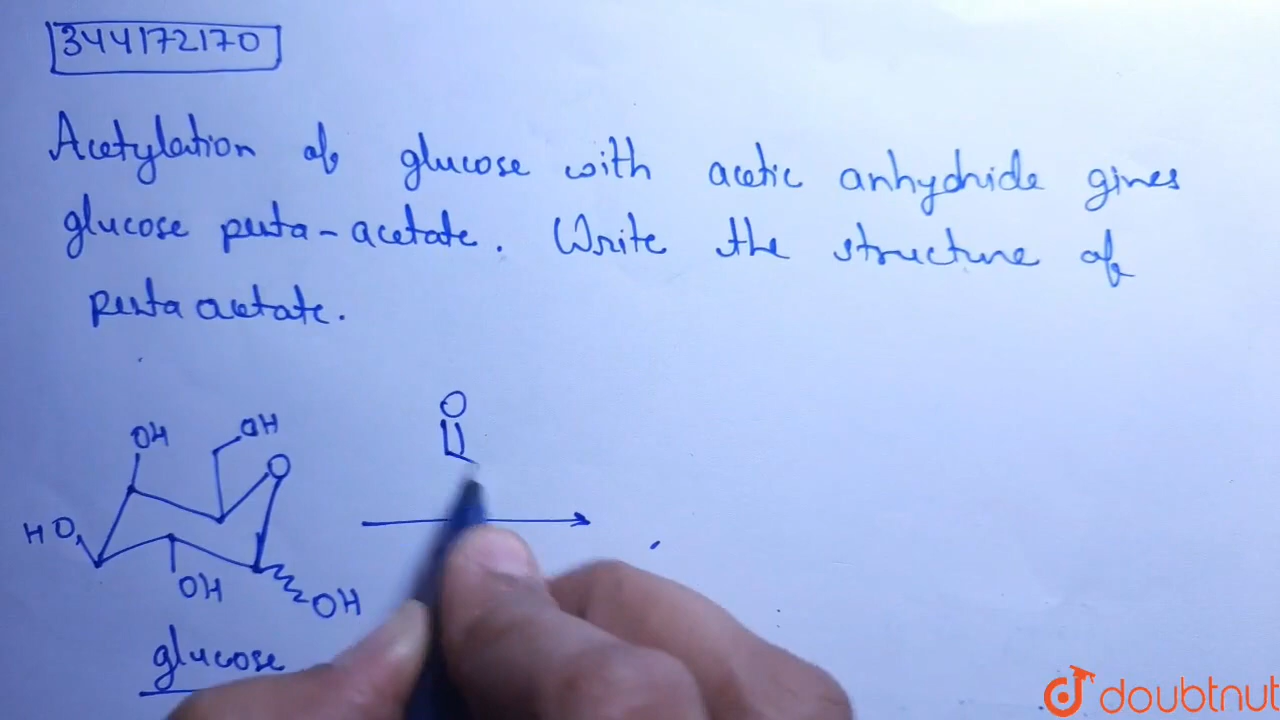 344172170
Acetylation of glucose with acetic anhydride gives
glucose penta-acetate. Write the structure of
penta acetate.
OH
OH
O
O
HO
OH
OH
glucose
doubtnut